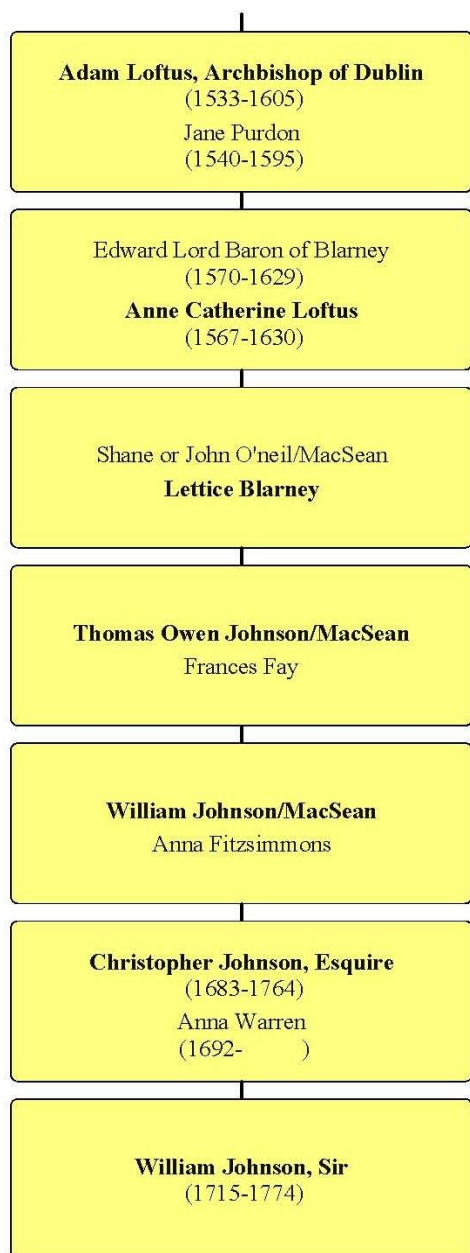 Adam Loftus, Archbishop of Dublin
(1533-1605)
Jane Purdon
(1540-1595)
Edward Lord Baron of Blarney
(1570-1629)
Anne Catherine Loftus
(1567-1630)
Shane or John O'neil/MacSean
Lettice Blarney
Thomas Owen Johnson/MacSean
Frances Fay
William Johnson/MacSean
Anna Fitzsimmons
Christopher Johnson, Esquire
(1683-1764)
Anna Warren
(1692- )
William Johnson, Sir
(1715-1774)